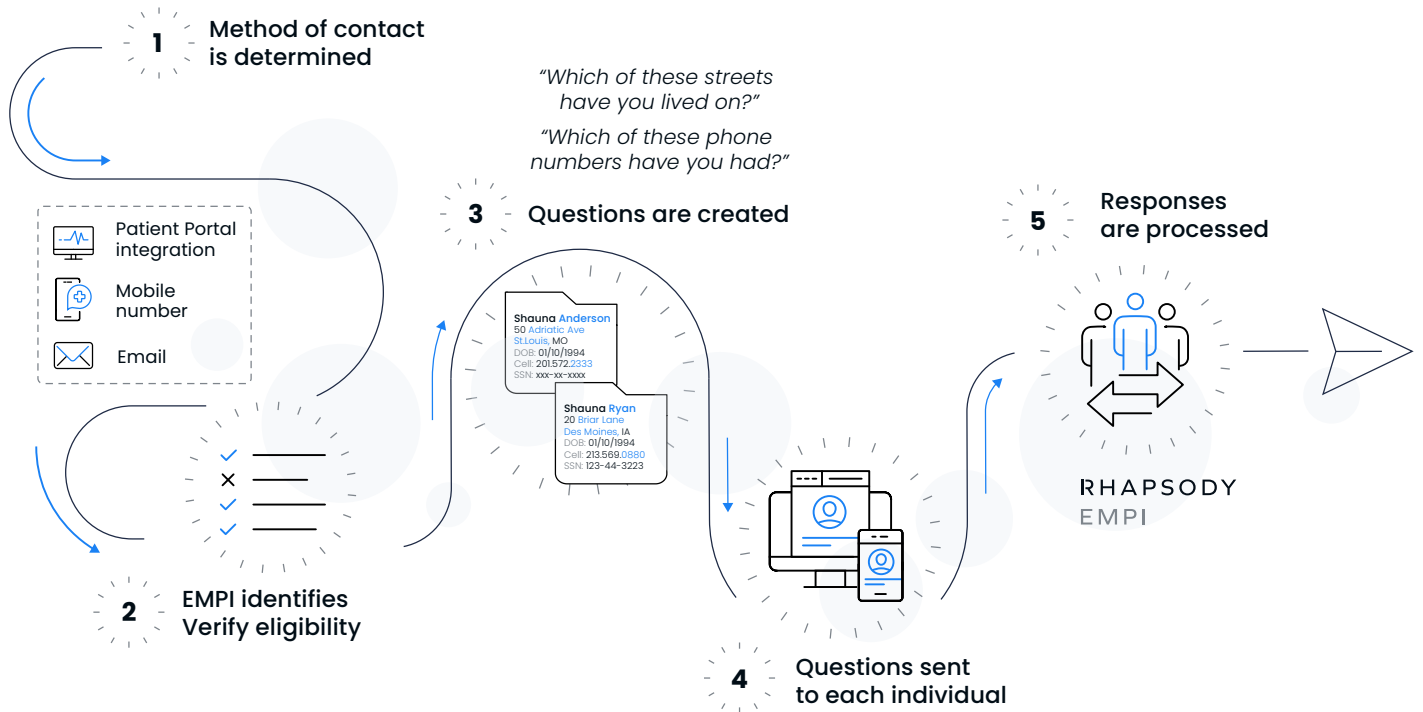 1
Method of contact
is determined
Patient Portal
integration
Mobile
number
Email
2
EMPI identifies
Verify eligibility
“Which of these streets
have you lived on?”
“Which of these phone
numbers have you had?”
3
Questions are created
Shauna Anderson
50 Adriatic Ave
St.Louis, MO
DOB: 01/10/1994
Cell: 201.572.2333
SSN: xxx-xx-xxxx
Shauna Ryan
20 Briar Lane
Des Moines, IA
DOB: 01/10/1994
Cell: 213.569.0880
SSN: 123-44-3223
4
Questions sent
to each individual
5
Responses
are processed
RHAPSODY
EMPI